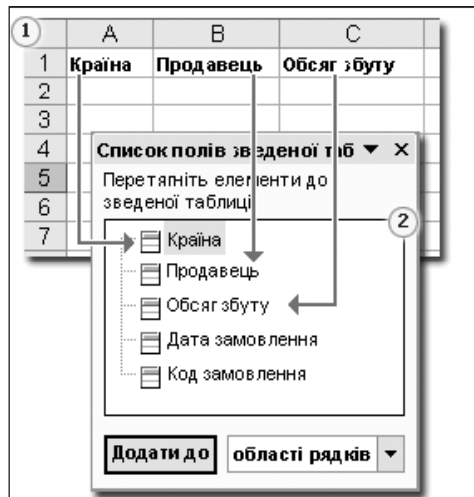 1
A B C
1 Країна Продавець Обсяг збуту
2
3
4
5
6
7
Список полів зведеної таб
Перетягніть елементи до
зведеної таблиці
2
Країна
Продавець
Обсяг збуту
Дата замовлення
Код замовлення
Додати до області рядків